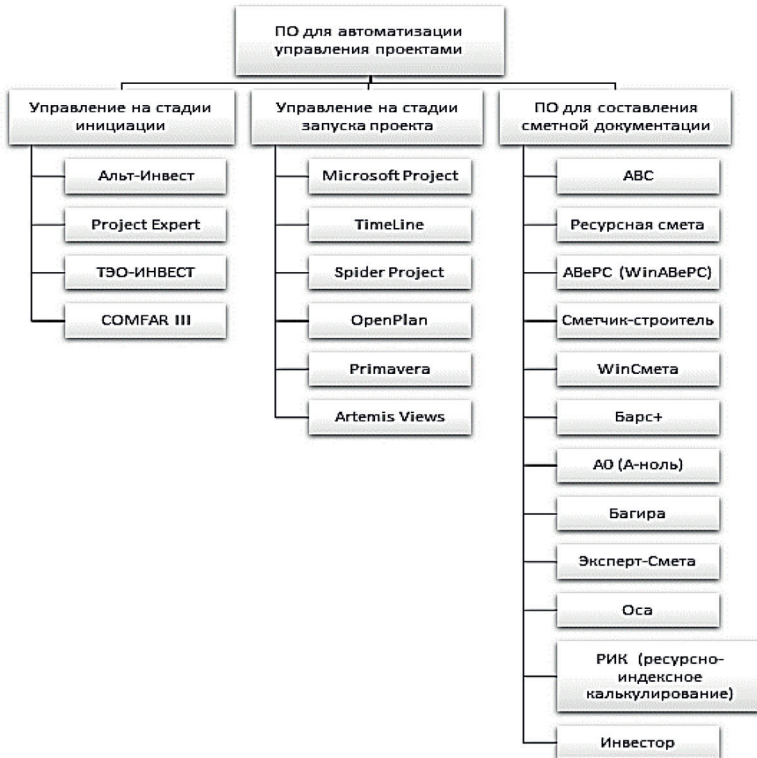 ПО для автоматизации
управления проектами
Управление на стадии
инициации
Альт-Инвест
Project Expert
ТЭО-ИНВЕСТ
COMFAR III
Управление на стадии
запуска проекта
Microsoft Project
TimeLine
Spider Project
OpenPlan
Primavera
Artemis Views
ПО для составления
сметной документации
АВС
Ресурсная смета
АВеРС (WinАВеРС)
Сметчик-строитель
WinСмета
Барс+
А0 (А-ноль)
Багира
Эксперт-Смета
Оса
РИК (ресурсно-
индексное
калькулирование)
Инвестор